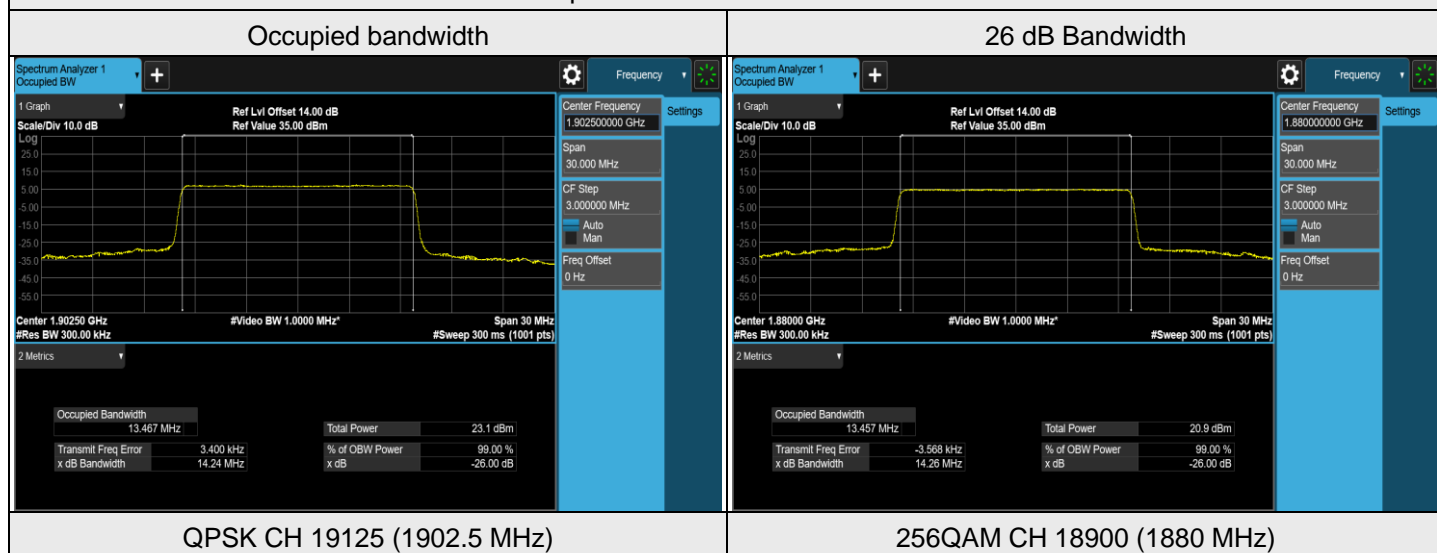 Occupied bandwidth
26 dB Bandwidth
Spectrum Analyzer 1
Occupied BW
+
Frequency
1 Graph
Scale/Div 10.0 dB
Ref Lvl Offset 14.00 dB
Ref Value 35.00 dBm
Log
25.0
15.0
5.00
-5.00
-15.0
-25.0
-35.0
-45.0
-55.0
Center 1.90250 GHz
#Res BW 300.00 kHz
#Video BW 1.0000 MHz*
Span 30 MHz
#Sweep 300 ms (1001 pts)
Center Frequency
1.902500000 GHz
Settings
Span
30.000 MHz
CF Step
3.000000 MHz
Auto
Man
Freq Offset
0 Hz
2 Metrics
Occupied Bandwidth
13.467 MHz
Total Power 23.1 dBm
Transmit Freq Error 3.400 kHz
% of OBW Power 99.00 %
x dB Bandwidth 14.24 MHz
x dB -26.00 dB
Spectrum Analyzer 1
Occupied BW
+
Frequency
1 Graph
Scale/Div 10.0 dB
Ref Lvl Offset 14.00 dB
Ref Value 35.00 dBm
Log
25.0
15.0
5.00
-5.00
-15.0
-25.0
-35.0
-45.0
-55.0
Center 1.88000 GHz
#Res BW 300.00 kHz
#Video BW 1.0000 MHz*
Span 30 MHz
#Sweep 300 ms (1001 pts)
Center Frequency
1.880000000 GHz
Settings
Span
30.000 MHz
CF Step
3.000000 MHz
Auto
Man
Freq Offset
0 Hz
2 Metrics
Occupied Bandwidth
13.457 MHz
Total Power 20.9 dBm
Transmit Freq Error -3.568 kHz
% of OBW Power 99.00 %
x dB Bandwidth 14.26 MHz
x dB -26.00 dB
QPSK CH 19125 (1902.5 MHz)
256QAM CH 18900 (1880 MHz)